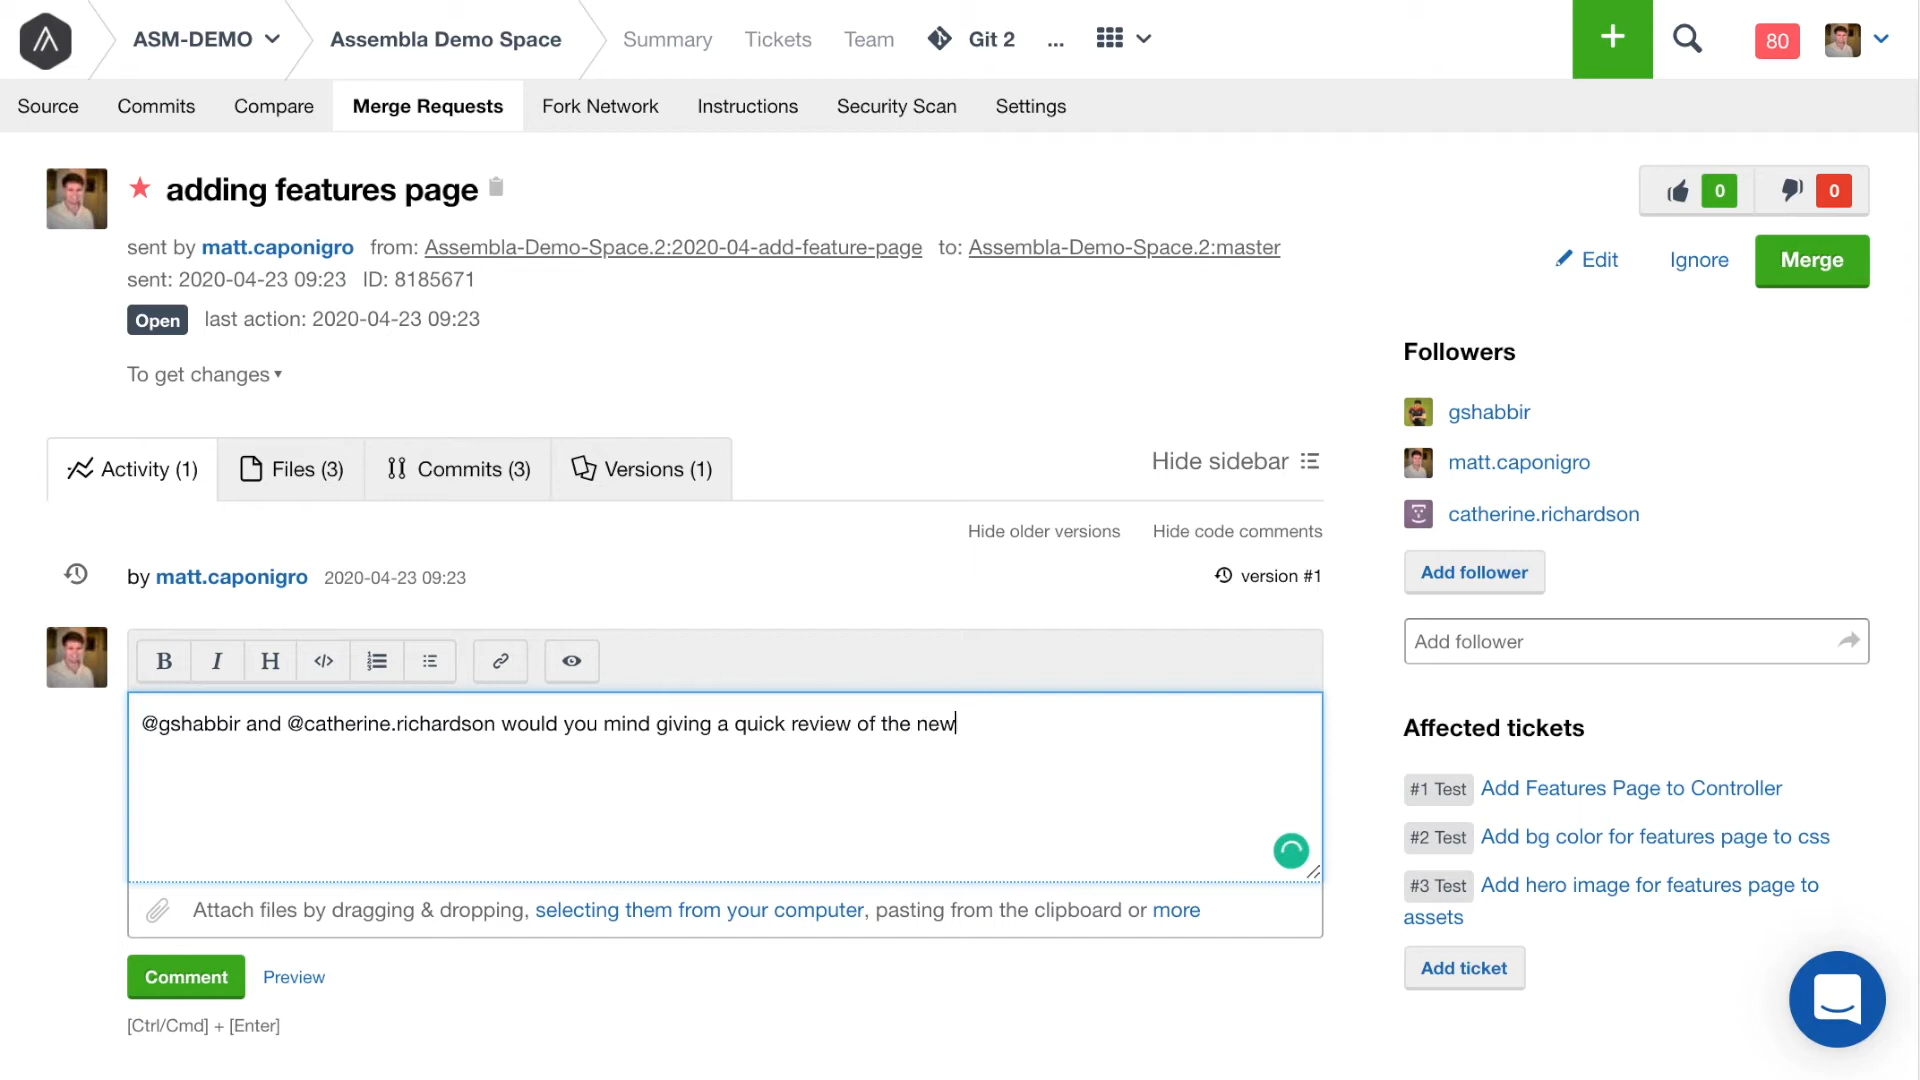 ASM-DEMO Assembla Demo Space Summary Tickets Team Git 2 ... 80
Source Commits Compare Merge Requests Fork Network Instructions Security Scan Settings
adding features page
0 0
sent by matt.caponigro from: Assembla-Demo-Space.2:2020-04-add-feature-page to: Assembla-Demo-Space.2:master
Edit Ignore Merge
sent: 2020-04-23 09:23 ID: 8185671
Open last action: 2020-04-23 09:23
To get changes
Activity (1) Files (3) Commits (3) Versions (1)
Hide sidebar
Hide older versions Hide code comments
by matt.caponigro 2020-04-23 09:23 version #1
B I H </>
@gshabbir and @catherine.richardson would you mind giving a quick review of the new
Attach files by dragging & dropping, selecting them from your computer, pasting from the clipboard or more
Comment Preview
[Ctrl/Cmd] + [Enter]
Followers
gshabbir
matt.caponigro
catherine.richardson
Add follower
Add follower
Affected tickets
#1 Test Add Features Page to Controller
#2 Test Add bg color for features page to css
#3 Test Add hero image for features page to
assets
Add ticket